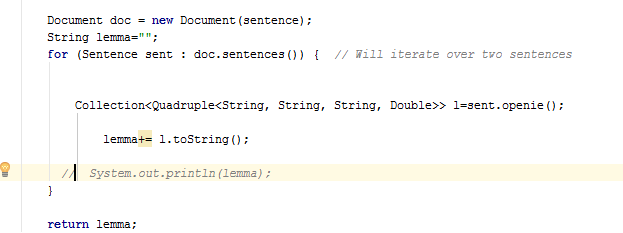 Document doc = new Document(sentence);
String lemma="";
for (Sentence sent : doc.sentences()) {  // Will iterate over two sentences
Collection<Quadruple<String, String, String, Double>> l=sent.openie();
lemma+= l.toString();
//  System.out.println(lemma);
}
return lemma;